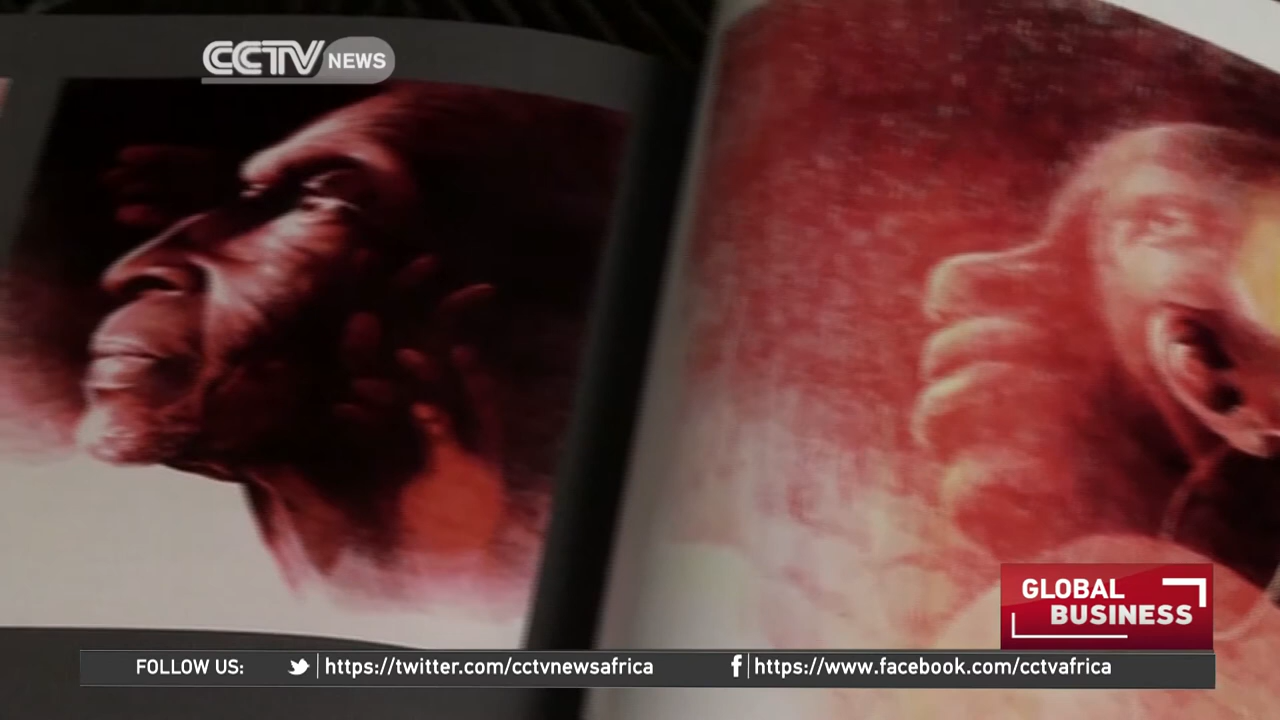 CCTV NEWS
GLOBAL
BUSINESS
FOLLOW US: https://twitter.com/cctvnewsafrica f https://www.facebook.com/cctvafrica